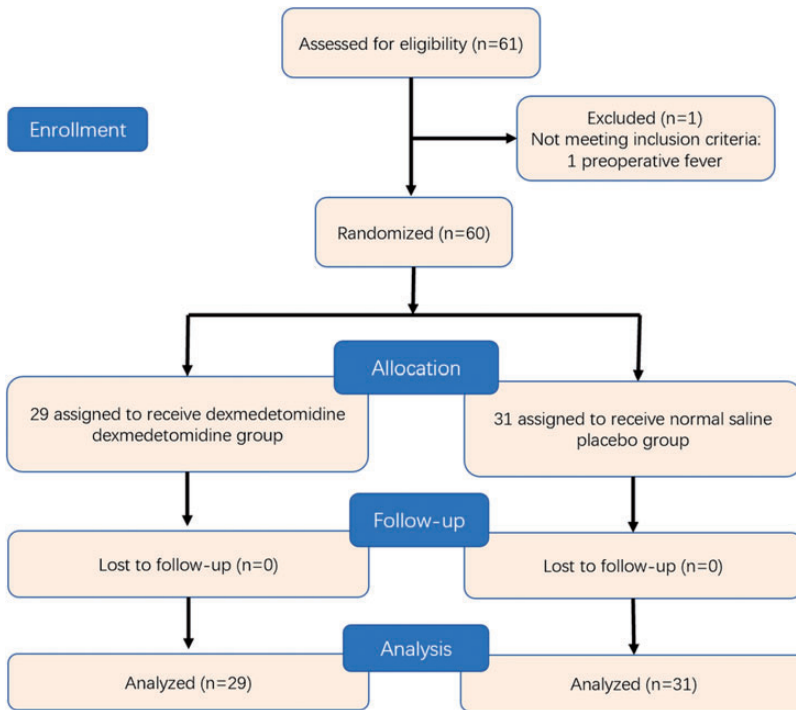 Assessed for eligibility (n=61)
Enrollment
Excluded (n=1)
Not meeting inclusion criteria:
1 preoperative fever
Randomized (n=60)
Allocation
29 assigned to receive dexmedetomidine
dexmedetomidine group
31 assigned to receive normal saline
placebo group
Follow-up
Lost to follow-up (n=0)
Lost to follow-up (n=0)
Analysis
Analyzed (n=29)
Analyzed (n=31)